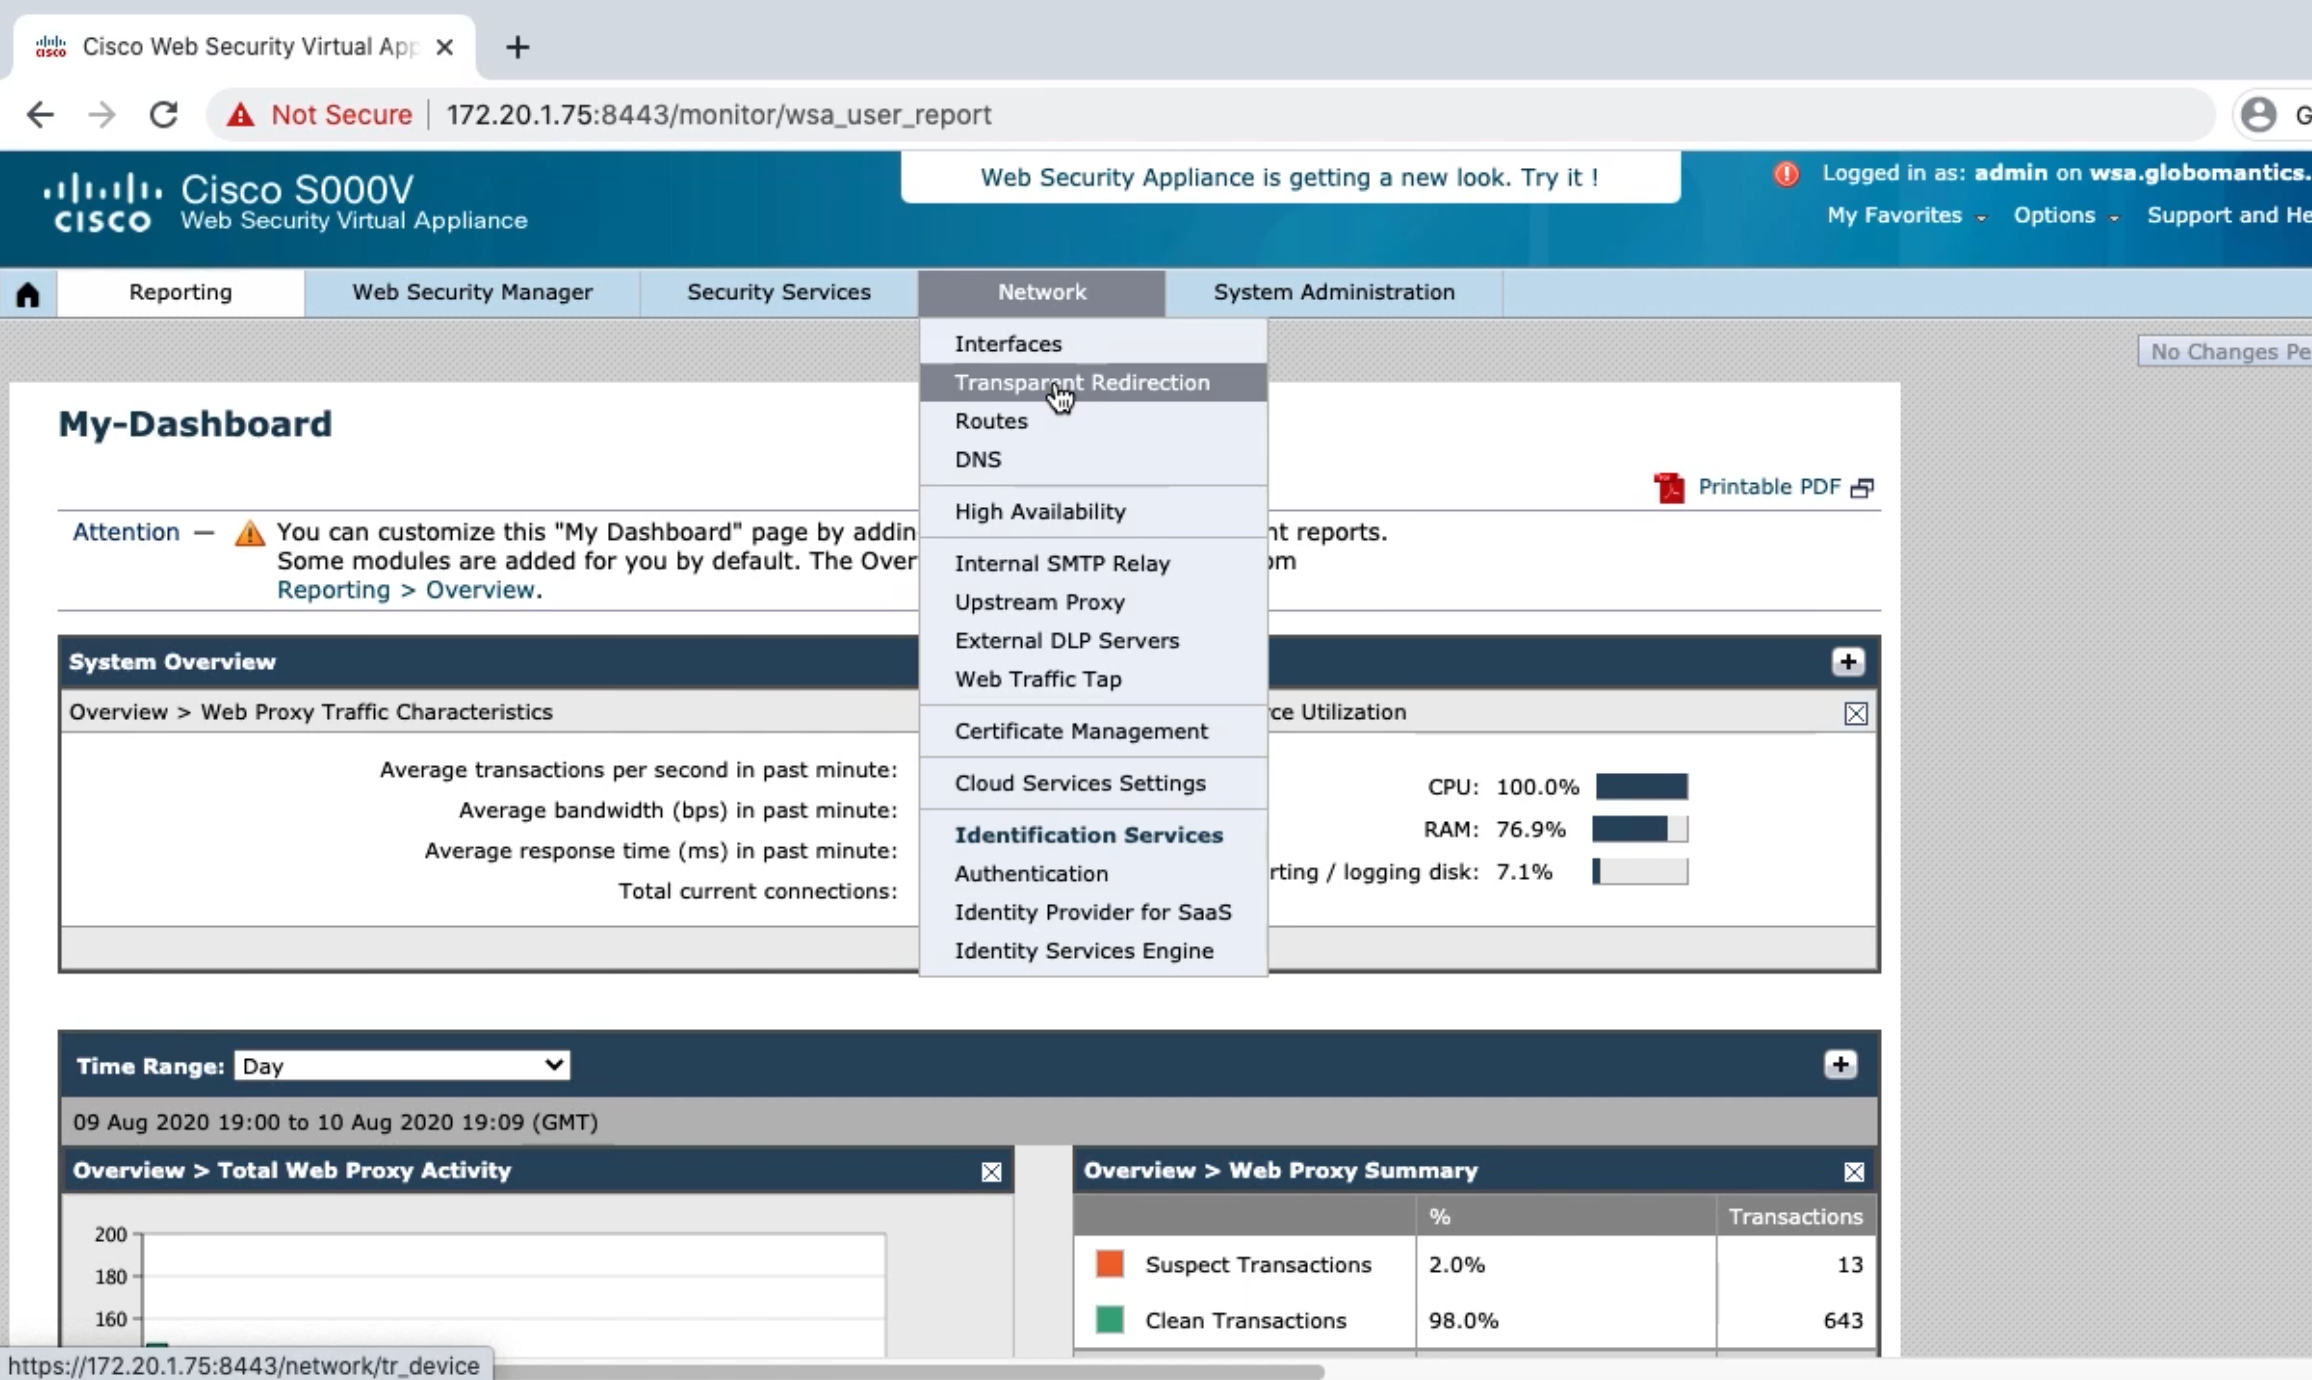 Cisco Web Security Virtual App
Not Secure
172.20.1.75:8443/monitor/wsa_user_report
G
CISCO
Cisco S000V
Web Security Virtual Appliance
Web Security Appliance is getting a new look. Try it !
Logged in as: admin on wsa.globomantics.
My Favorites
Options
Support and He
Reporting
Web Security Manager
Security Services
Network
System Administration
No Changes Pe
Interfaces
Transparent Redirection
Routes
DNS
High Availability
Internal SMTP Relay
Upstream Proxy
External DLP Servers
Web Traffic Tap
Certificate Management
Cloud Services Settings
Identification Services
Authentication
Identity Provider for SaaS
Identity Services Engine
My-Dashboard
Printable PDF
Attention — You can customize this "My Dashboard" page by addin nt reports.
Some modules are added for you by default. The Over om
Reporting > Overview.
System Overview
Overview > Web Proxy Traffic Characteristics
Average transactions per second in past minute:
Average bandwidth (bps) in past minute:
Average response time (ms) in past minute:
Total current connections:
ce Utilization
CPU: 100.0%
RAM: 76.9%
rting / logging disk: 7.1%
Time Range: Day
09 Aug 2020 19:00 to 10 Aug 2020 19:09 (GMT)
Overview > Total Web Proxy Activity
200
180
160
Overview > Web Proxy Summary
% Transactions
Suspect Transactions 2.0% 13
Clean Transactions 98.0% 643
https://172.20.1.75:8443/network/tr_device